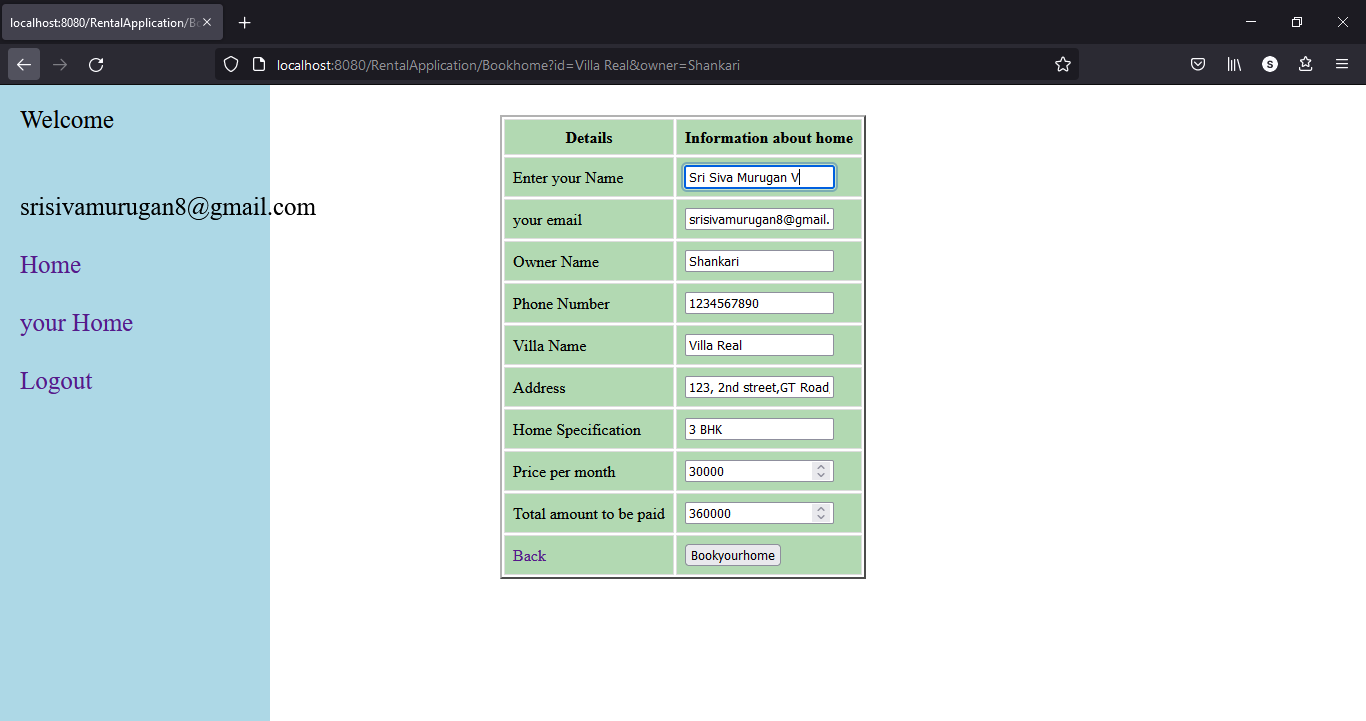 localhost:8080/RentalApplication/Bo
localhost:8080/RentalApplication/Bookhome?id=Villa Real&owner=Shankari
S
Welcome
srisivamurugan8@gmail.com
Home
your Home
Logout
Details Information about home
Enter your Name Sri Siva Murugan V
your email srisivamurugan8@gmail.
Owner Name Shankari
Phone Number 1234567890
Villa Name Villa Real
Address 123, 2nd street,GT Road
Home Specification 3 BHK
Price per month 30000
Total amount to be paid 360000
Back Bookyourhome